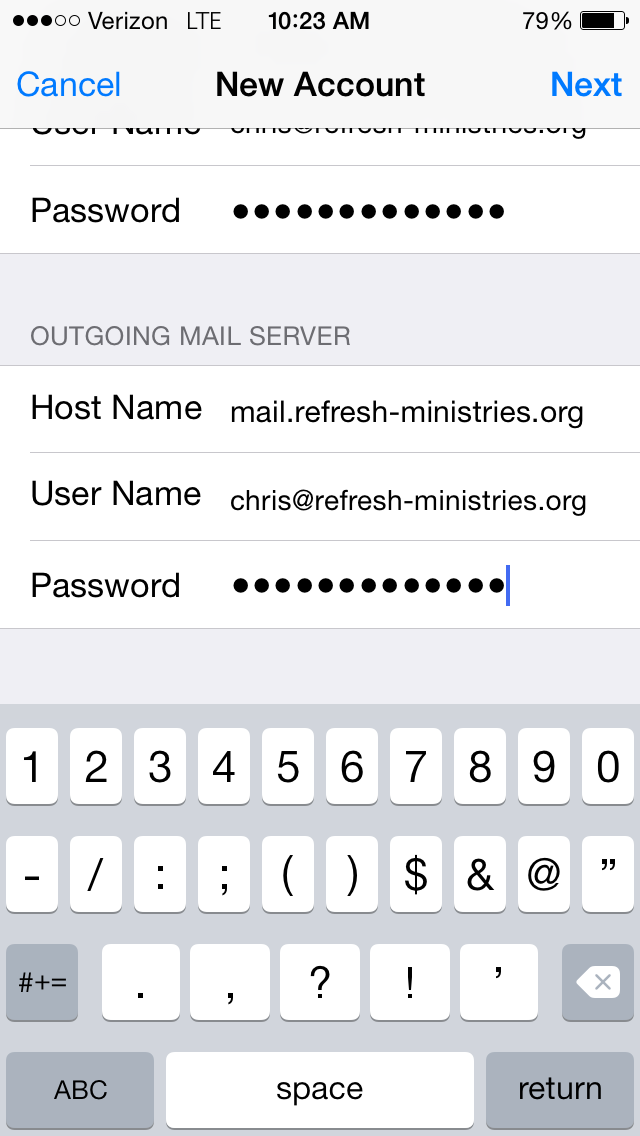 Verizon LTE 10:23 AM 79%
Cancel New Account Next
User Name chris@refresh-ministries.org
Password ●●●●●●●●●●●●●
OUTGOING MAIL SERVER
Host Name mail.refresh-ministries.org
User Name chris@refresh-ministries.org
Password ●●●●●●●●●●●●●
1 2 3 4 5 6 7 8 9 0
- / : ; ( ) $ & @ ”
#+= . , ? ! ’
ABC space return